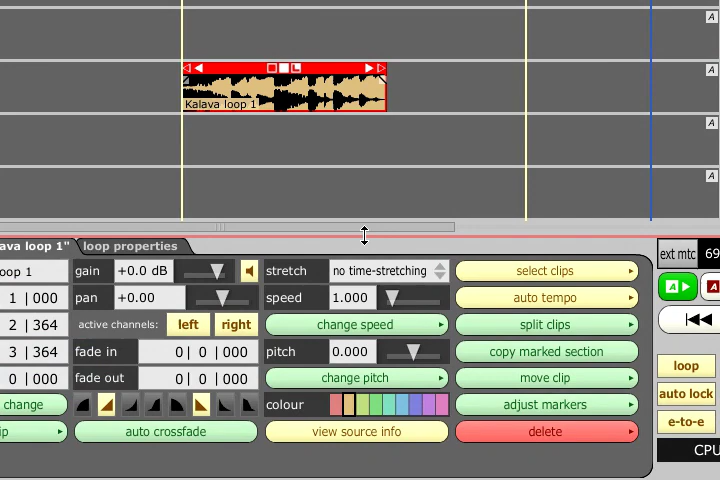 A
A
Kalava loop 1
A
A
ava loop 1"
loop properties
oop 1
gain
+0.0 dB
stretch
no time-stretching
select clips
ext mtc
69
1 | 000
pan
+0.00
speed
1.000
auto tempo
A
A
2 | 364
active channels:
left
right
change speed
split clips
3 | 364
fade in
0| 0 |000
pitch
0.000
copy marked section
loop
0 | 000
fade out
0| 0 |000
change pitch
move clip
auto lock
change
colour
adjust markers
e-to-e
ip
auto crossfade
view source info
delete
CPU